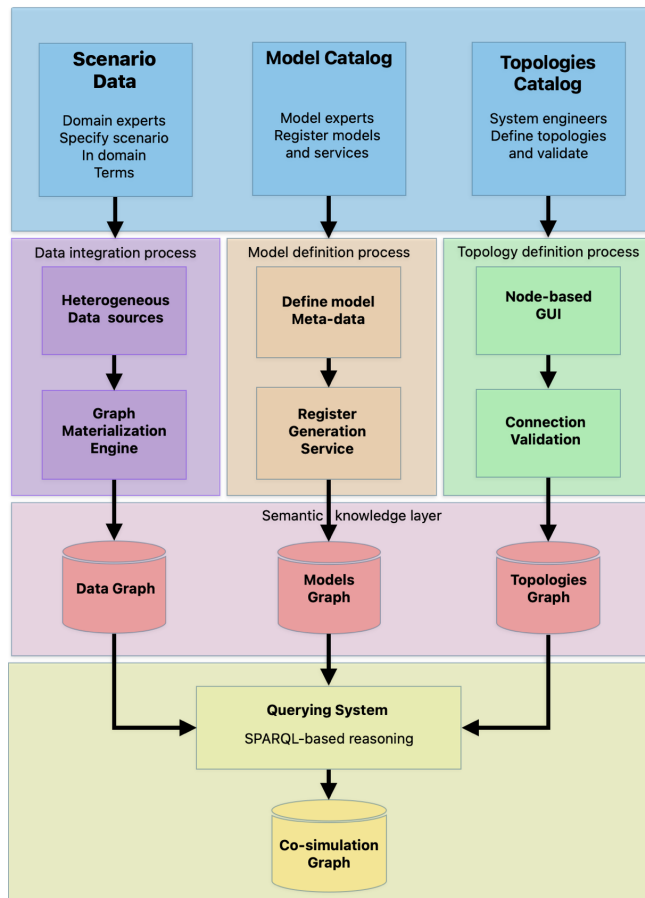 Scenario
Data
Domain experts
Specify scenario
In domain
Terms
Model Catalog
Model experts
Register models
and services
Topologies
Catalog
System engineers
Define topologies
and validate
Data integration process
Heterogeneous
Data sources
Graph
Materialization
Engine
Model definition process
Define model
Meta-data
Register
Generation
Service
Topology definition process
Node-based
GUI
Connection
Validation
Semantic knowledge layer
Data Graph
Models
Graph
Topologies
Graph
Querying System
SPARQL-based reasoning
Co-simulation
Graph